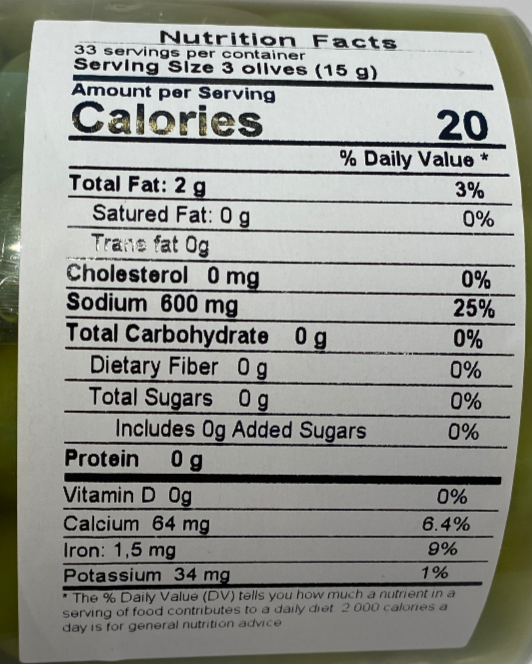 Nutrition Facts
33 servings per container
Serving Size 3 olives (15 g)
Amount per Serving
Calories 20
% Daily Value *
Total Fat: 2 g 3%
Satured Fat: 0 g 0%
Trans fat 0g
Cholesterol 0 mg 0%
Sodium 600 mg 25%
Total Carbohydrate 0 g 0%
Dietary Fiber 0 g 0%
Total Sugars 0 g 0%
Includes 0g Added Sugars 0%
Protein 0 g
Vitamin D 0g 0%
Calcium 64 mg 6.4%
Iron: 1,5 mg 9%
Potassium 34 mg 1%
* The % Daily Value (DV) tells you how much a nutrient in a
serving of food contributes to a daily diet 2 000 calories a
day is for general nutrition advice